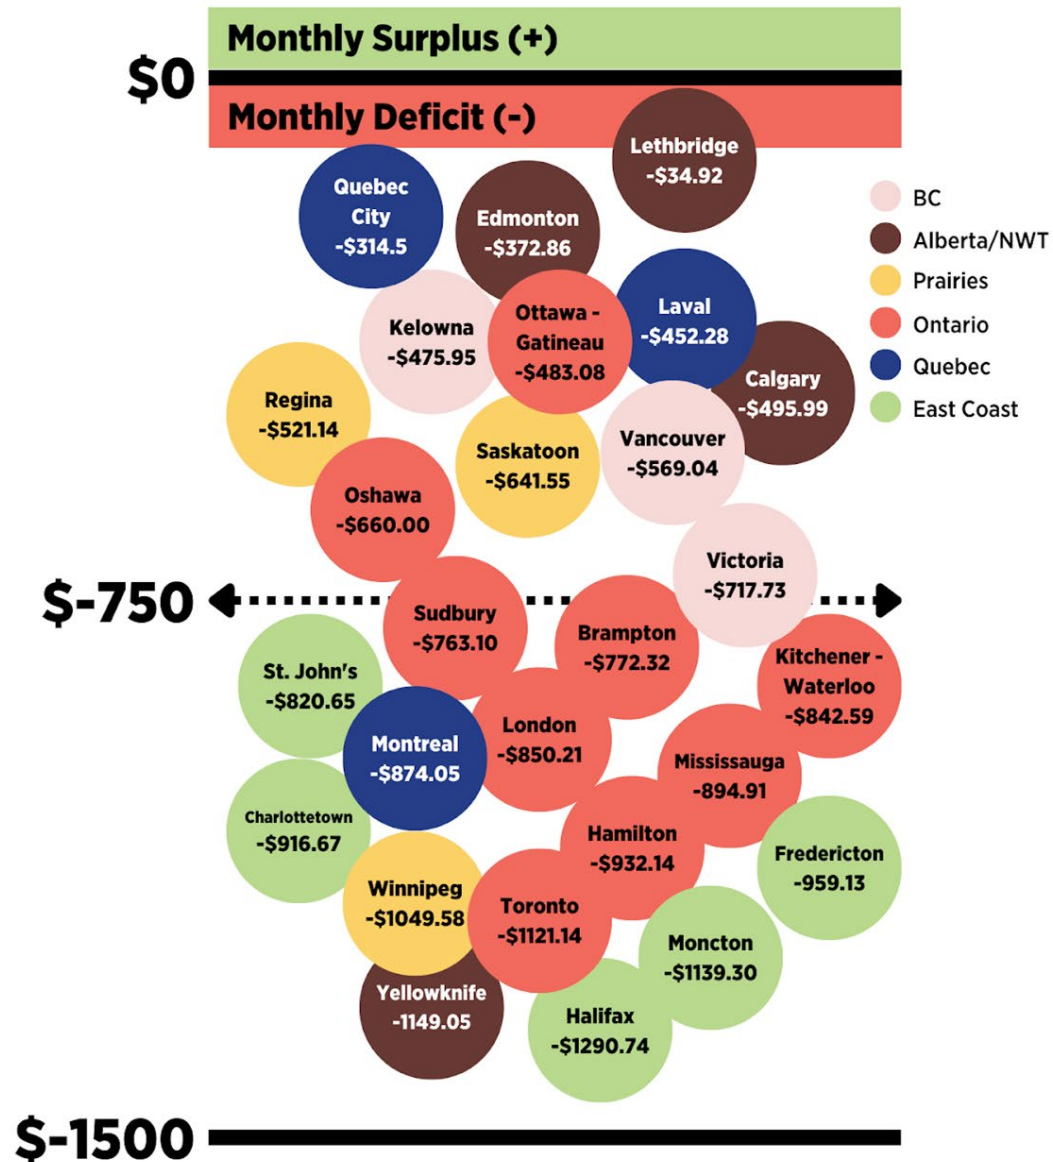 Monthly Surplus (+)
$0
Monthly Deficit (-)
Lethbridge
-$34.92
Quebec
City
-$314.5
Edmonton
-$372.86
BC
Alberta/NWT
Prairies
Ontario
Quebec
East Coast
Kelowna
-$475.95
Ottawa -
Gatineau
-$483.08
Laval
-$452.28
Calgary
-$495.99
Regina
-$521.14
Saskatoon
-$641.55
Vancouver
-$569.04
Oshawa
-$660.00
Victoria
-$717.73
$-750
Sudbury
-$763.10
Brampton
-$772.32
Kitchener -
Waterloo
-$842.59
St. John's
-$820.65
London
-$850.21
Montreal
-$874.05
Mississauga
-894.91
Charlottetown
-$916.67
Hamilton
-$932.14
Fredericton
-959.13
Winnipeg
-$1049.58
Toronto
-$1121.14
Moncton
-$1139.30
Yellowknife
-1149.05
Halifax
-$1290.74
$-1500